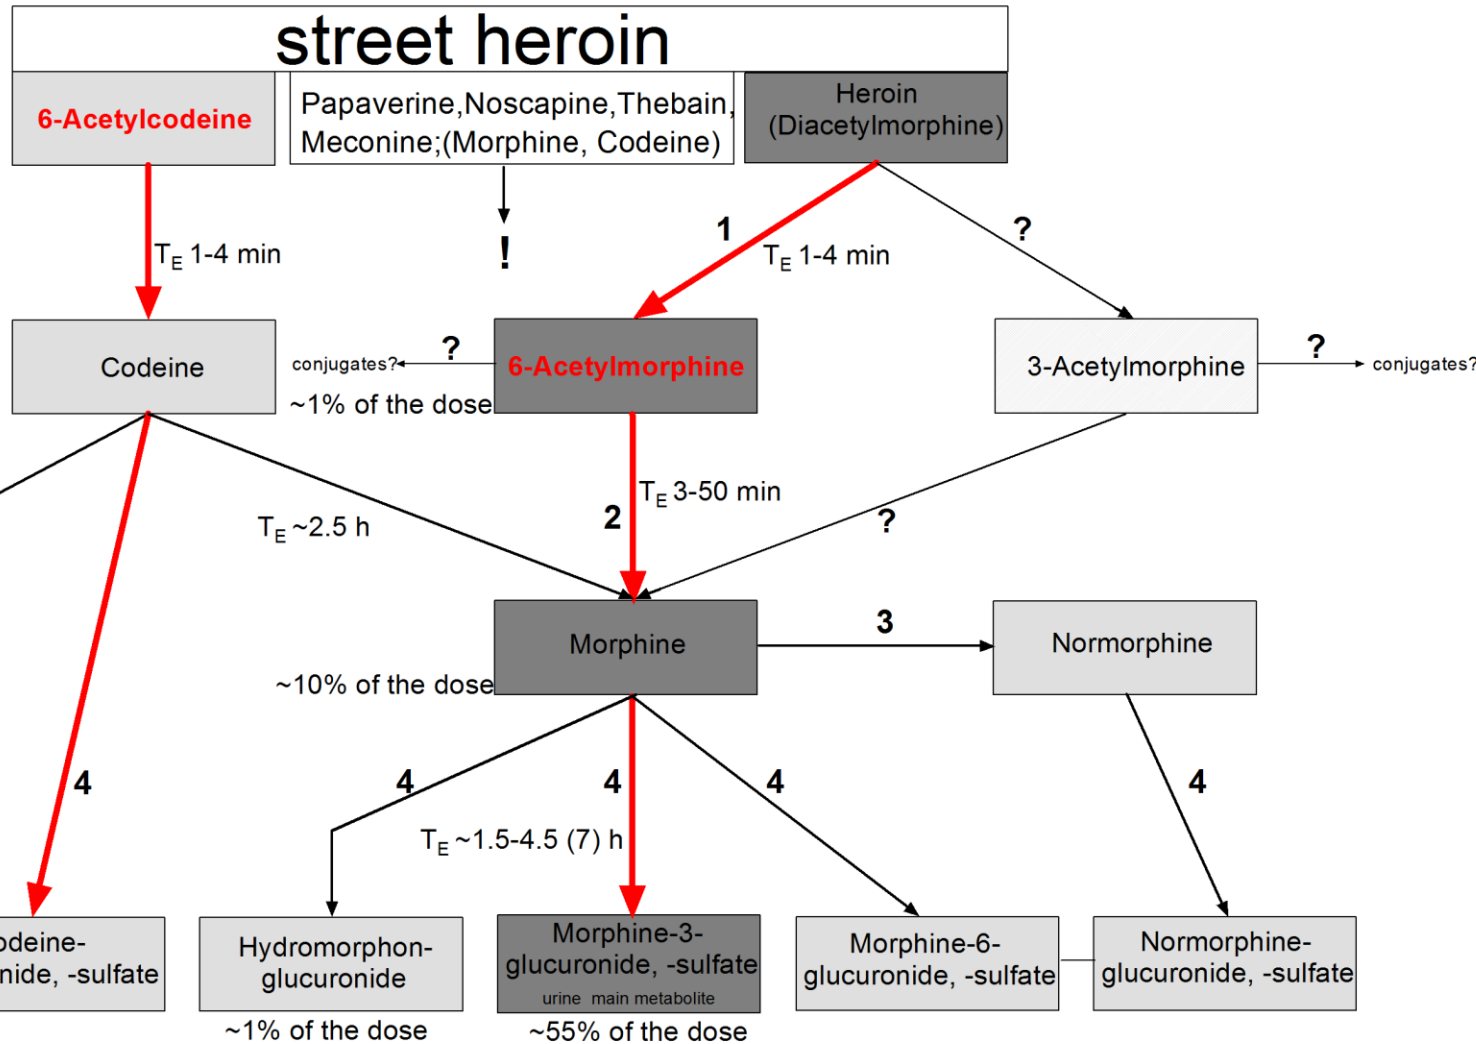 street heroin
6-Acetylcodeine
Papaverine,Noscapine,Thebain,
Meconine;(Morphine, Codeine)
Heroin
(Diacetylmorphine)
1
?
TE 1-4 min
!
TE 1-4 min
Codeine
conjugates?
?
~1% of the dose
6-Acetylmorphine
3-Acetylmorphine
?
conjugates?
TE ~2.5 h
TE 3-50 min
2
?
Morphine
3
Normorphine
~10% of the dose
4
4
4
4
4
TE ~1.5-4.5 (7) h
odeine-
nide, -sulfate
Hydromorphon-
glucuronide
~1% of the dose
Morphine-3-
glucuronide, -sulfate
urine main metabolite
~55% of the dose
Morphine-6-
glucuronide, -sulfate
Normorphine-
glucuronide, -sulfate